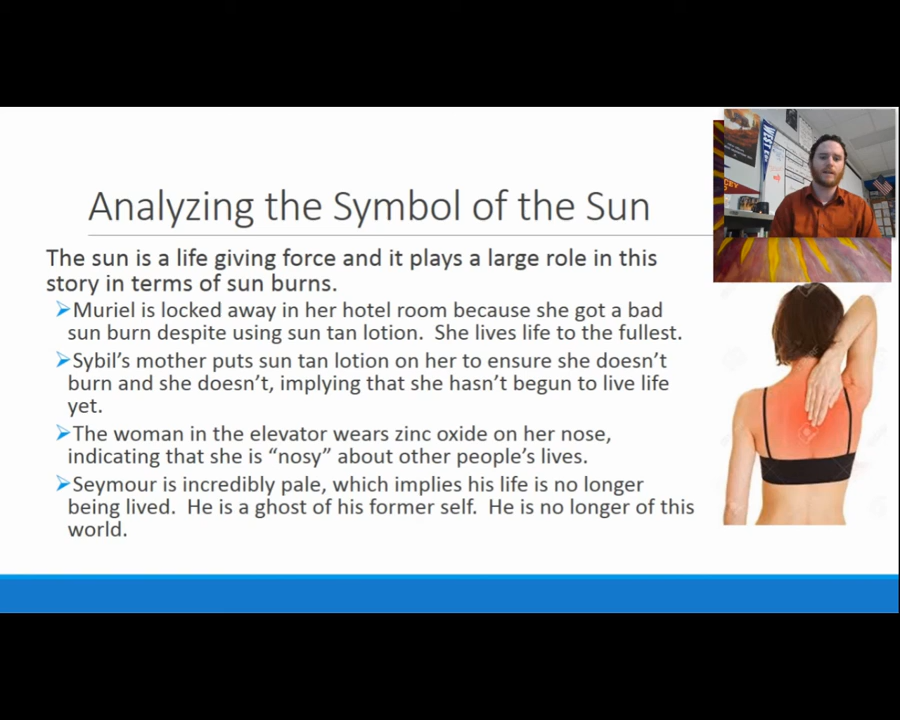 Analyzing the Symbol of the Sun
The sun is a life giving force and it plays a large role in this
story in terms of sun burns.
Muriel is locked away in her hotel room because she got a bad
sun burn despite using sun tan lotion. She lives life to the fullest.
Sybil's mother puts sun tan lotion on her to ensure she doesn't
burn and she doesn't, implying that she hasn't begun to live life
yet.
The woman in the elevator wears zinc oxide on her nose,
indicating that she is “nosy” about other people's lives.
Seymour is incredibly pale, which implies his life is no longer
being lived. He is a ghost of his former self. He is no longer of this
world.
WEST